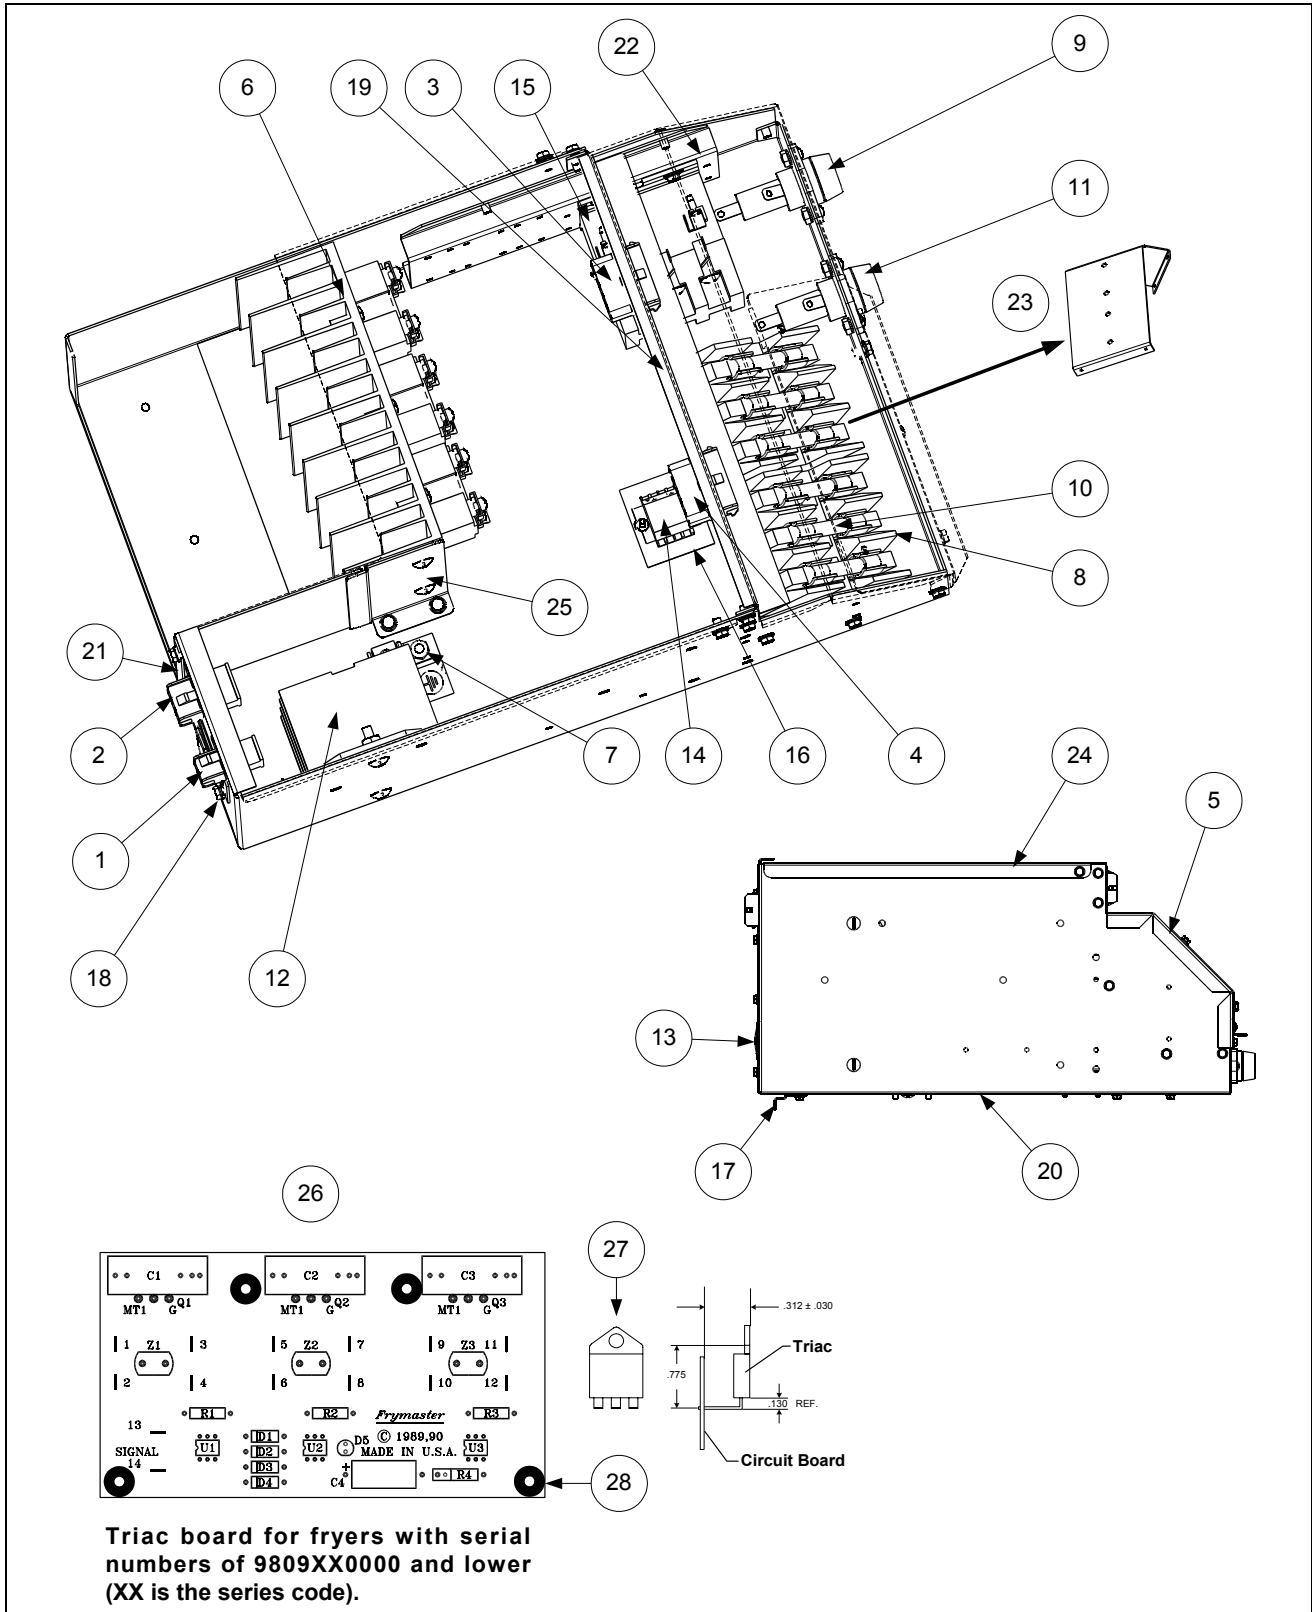 22
9
6
19
3
15
11
23
10
8
25
21
2
7
14
16
4
24
1
5
18
12
13
17
20
26
27
C1
C2
C3
MT1 G Q1
MT1 G Q2
MT1 G Q3
1 Z1 3
5 Z2 7
9 Z3 11
2 4
6 8
10 12
R1
R2
R3
13
SIGNAL
14
U1
D1
D2
D3
D4
U2
D5
Frymaster
© 1989,90
MADE IN U.S.A.
U3
+
C4
R4
28
.312 ± .030
Triac
.775
.130 REF.
Circuit Board
Triac board for fryers with serial
numbers of 9809XX0000 and lower
(XX is the series code).